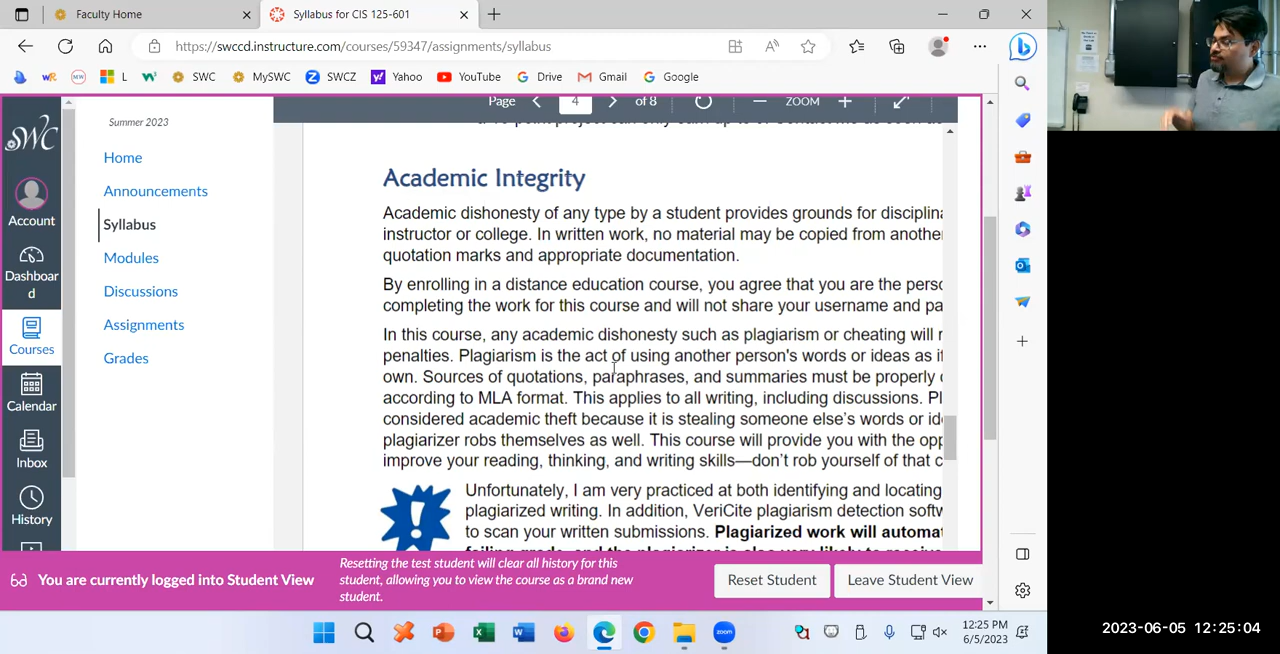 Faculty Home
Syllabus for CIS 125-601
https://swccd.instructure.com/courses/59347/assignments/syllabus
L
SWC
MySWC
SWCZ
Yahoo
YouTube
Drive
Gmail
Google
Page
4
of 8
ZOOM
SWC
Account
Dashboar
d
Courses
Calendar
Inbox
History
Summer 2023
Home
Announcements
Syllabus
Modules
Discussions
Assignments
Grades
Academic Integrity
Academic dishonesty of any type by a student provides grounds for disciplina
instructor or college. In written work, no material may be copied from another
quotation marks and appropriate documentation.
By enrolling in a distance education course, you agree that you are the perso
completing the work for this course and will not share your username and pa
In this course, any academic dishonesty such as plagiarism or cheating will r
penalties. Plagiarism is the act of using another person's words or ideas as if
own. Sources of quotations, paraphrases, and summaries must be properly
according to MLA format. This applies to all writing, including discussions. Pl
considered academic theft because it is stealing someone else's words or ide
plagiarizer robs themselves as well. This course will provide you with the opp
improve your reading, thinking, and writing skills—don't rob yourself of that c
Unfortunately, I am very practiced at both identifying and locating
plagiarized writing. In addition, VeriCite plagiarism detection softw
to scan your written submissions. Plagiarized work will automat
You are currently logged into Student View
Resetting the test student will clear all history for this
student, allowing you to view the course as a brand new
student.
Reset Student
Leave Student View
12:25 PM
6/5/2023
2023-06-05 12:25:04